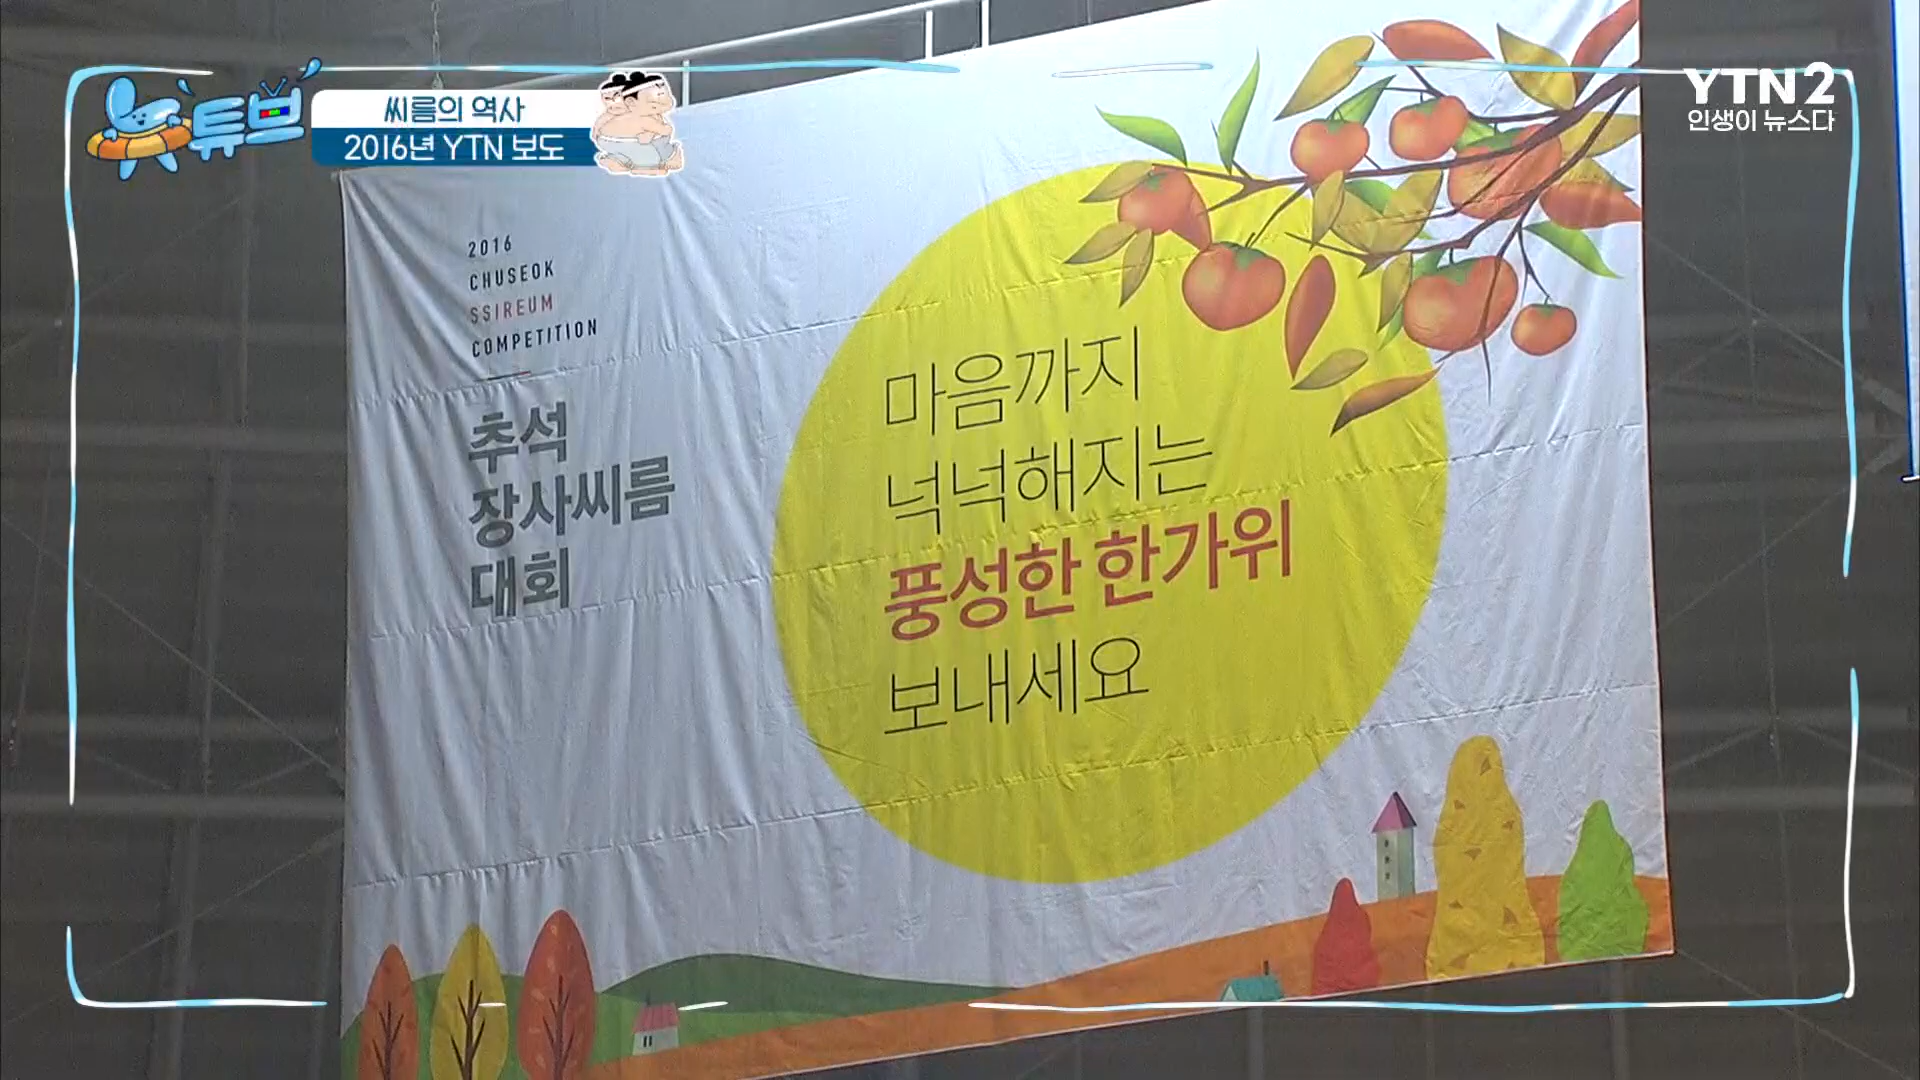 튜브
씨름의 역사
2016년 YTN 보도
YTN2
인생이 뉴스다
2016
CHUSEOK
SSIREUM
COMPETITION
추석
장사씨름
대회
마음까지
넉넉해지는
풍성한 한가위
보내세요